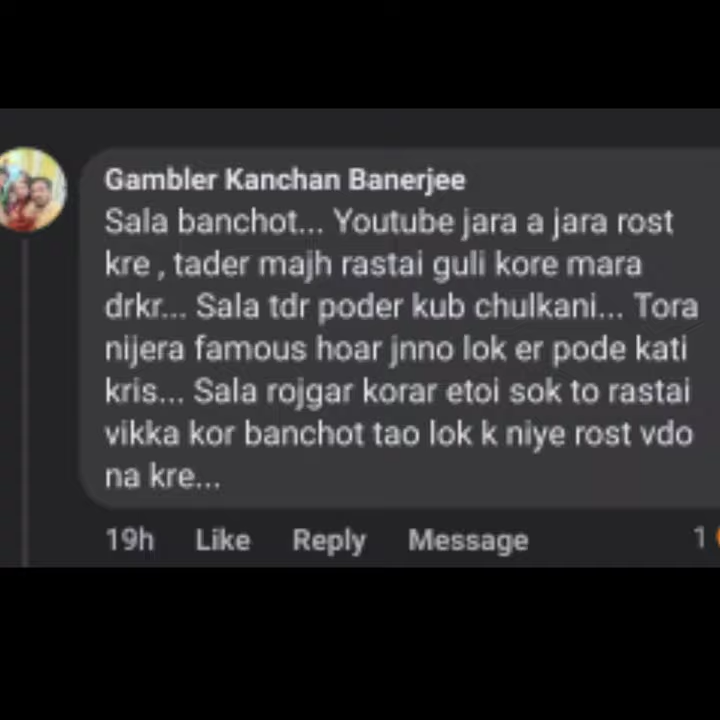 Gambler Kanchan Banerjee
Sala banchot... Youtube jara a jara rost
kre , tader majh rastai guli kore mara
drkr... Sala tdr poder kub chulkani... Tora
nijera famous hoar jnno lok er pode kati
kris... Sala rojgar korar etoi sok to rastai
vikka kor banchot tao lok k niye rost vdo
na kre...
19h Like Reply Message 1